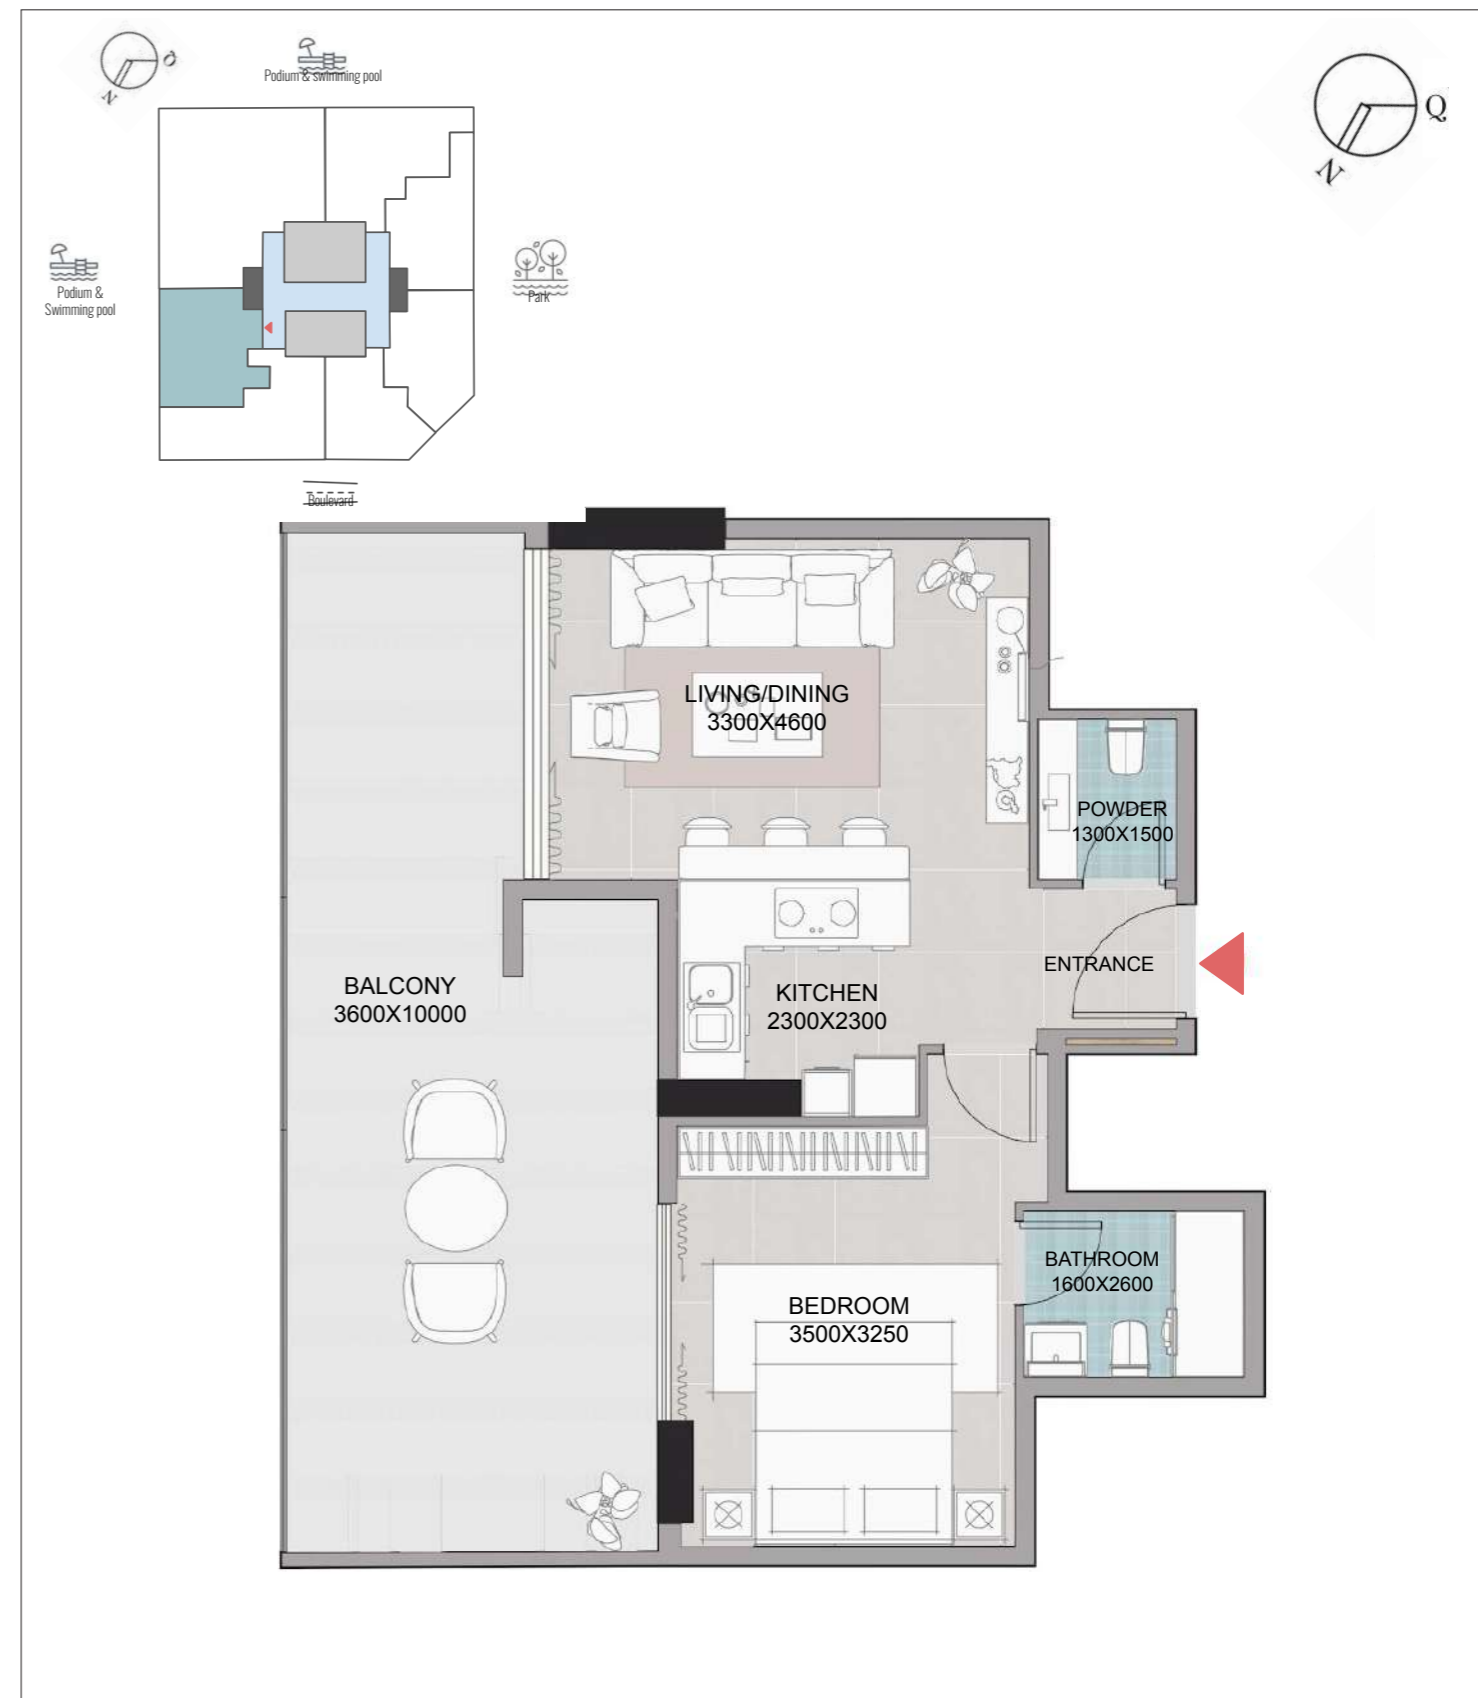 Q
N
Podium & swimming pool
Q
N
Podium &
Swimming pool
Park
Boulevard
LIVING/DINING
3300X4600
POWDER
1300X1500
BALCONY
3600X10000
KITCHEN
2300X2300
ENTRANCE
BATHROOM
1600X2600
BEDROOM
3500X3250